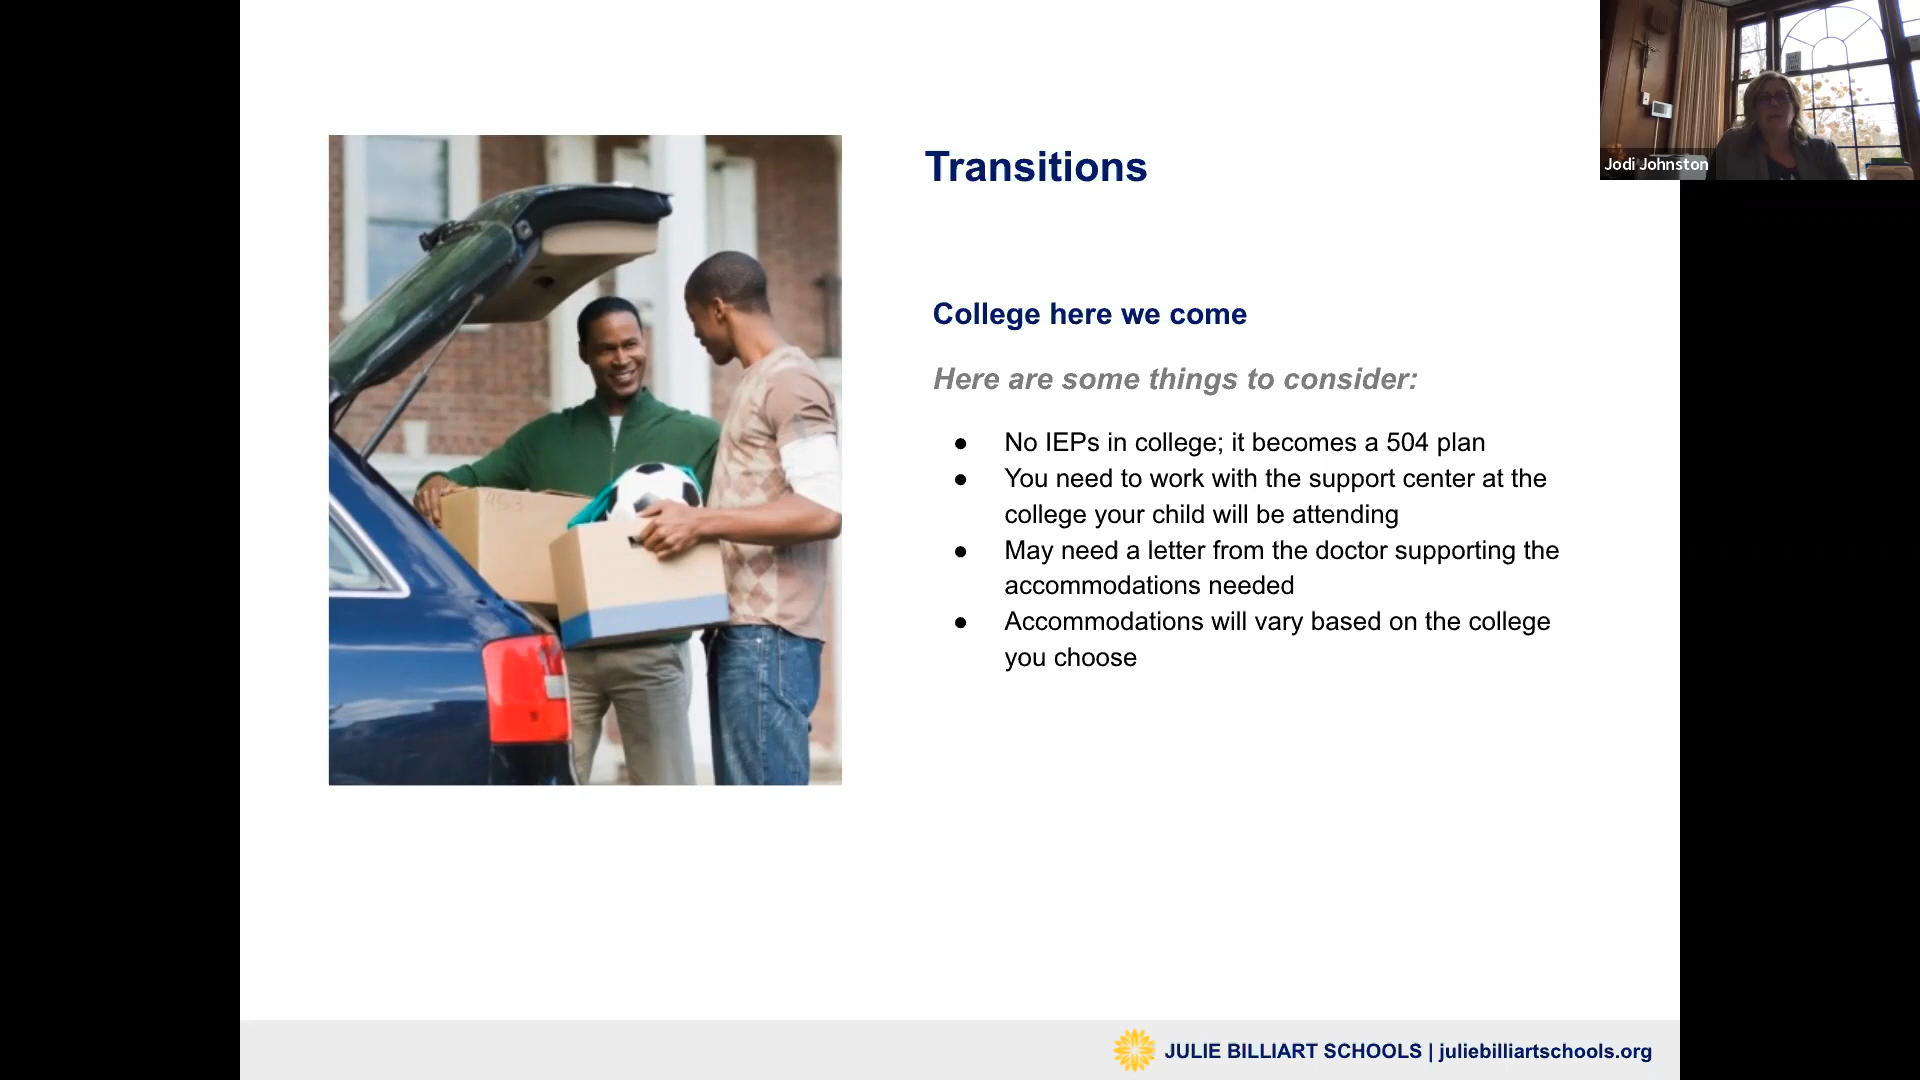 Transitions
College here we come
Here are some things to consider:
● No IEPs in college; it becomes a 504 plan
● You need to work with the support center at the
college your child will be attending
● May need a letter from the doctor supporting the
accommodations needed
● Accommodations will vary based on the college
you choose
Jodi Johnston
953
JULIE BILLIART SCHOOLS | juliebilliartschools.org